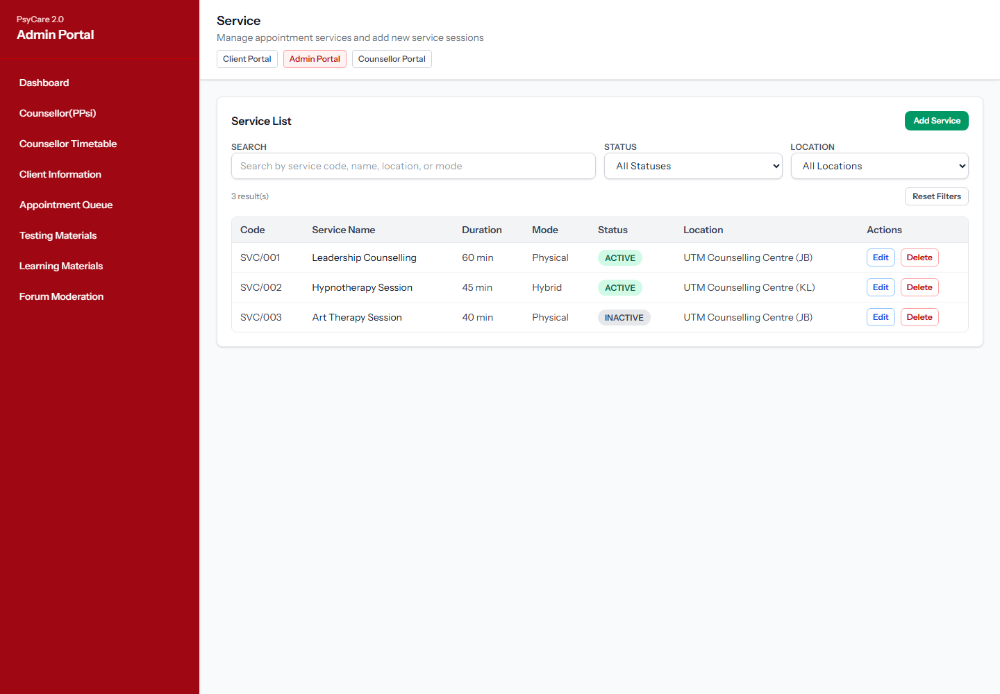 PsyCare 2.0
Admin Portal
Dashboard
Counsellor(PPsi)
Counsellor Timetable
Client Information
Appointment Queue
Testing Materials
Learning Materials
Forum Moderation
Service
Manage appointment services and add new service sessions
Client Portal Admin Portal Counsellor Portal
Service List Add Service
SEARCH STATUS LOCATION
Search by service code, name, location, or mode All Statuses All Locations
3 result(s) Reset Filters
Code Service Name Duration Mode Status Location Actions
SVC/001 Leadership Counselling 60 min Physical ACTIVE UTM Counselling Centre (JB) Edit Delete
SVC/002 Hypnotherapy Session 45 min Hybrid ACTIVE UTM Counselling Centre (KL) Edit Delete
SVC/003 Art Therapy Session 40 min Physical INACTIVE UTM Counselling Centre (JB) Edit Delete